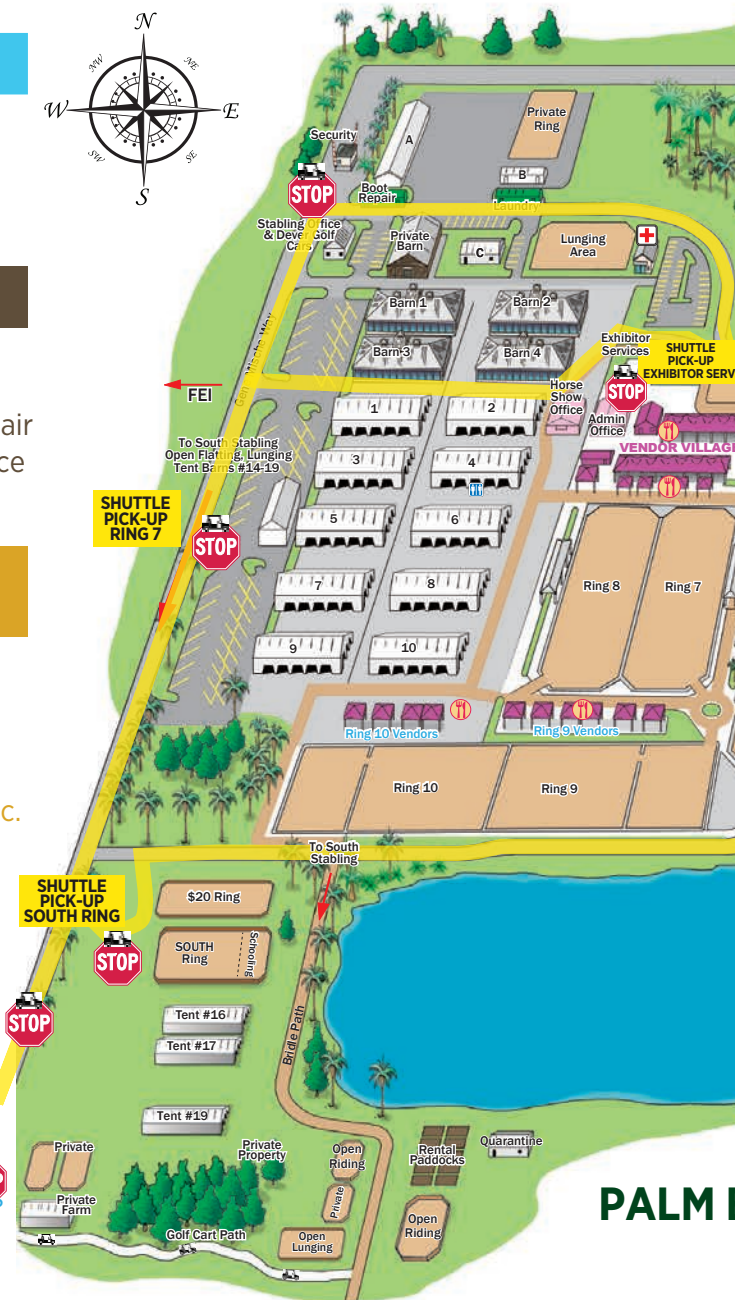 N
NW
NE
W
E
SW
SE
S
Security
A
Private
Ring
B
Boot
Repair
Laundry
STOP
Stabling Office
& Dever Golf
Cars
Private
Barn
C
Lunging
Area
Barn 1
Barn 2
Barn 3
Barn 4
Exhibitor
Services
SHUTTLE
PICK-UP
EXHIBITOR SERV
STOP
FEI
Horse
Show
Office
Admin
Office
air
ce
1
2
To South Stabling
Open Flatting, Lunging
Tent Barns #14-19
VENDOR VILLAGE
3
4
SHUTTLE
PICK-UP
RING 7
STOP
5
6
7
8
Ring 8
Ring 7
9
10
Ring 10 Vendors
Ring 9 Vendors
Ring 10
Ring 9
c.
To South
Stabling
SHUTTLE
PICK-UP
SOUTH RING
$20 Ring
SOUTH
Ring
Schooling
STOP
STOP
Tent #16
Tent #17
Bridle Path
Tent #19
Private
Private
Property
Open
Riding
Rental
Paddocks
Quarantine
Private
Farm
Private
Golf Cart Path
Open
Lunging
Open
Riding
PALM